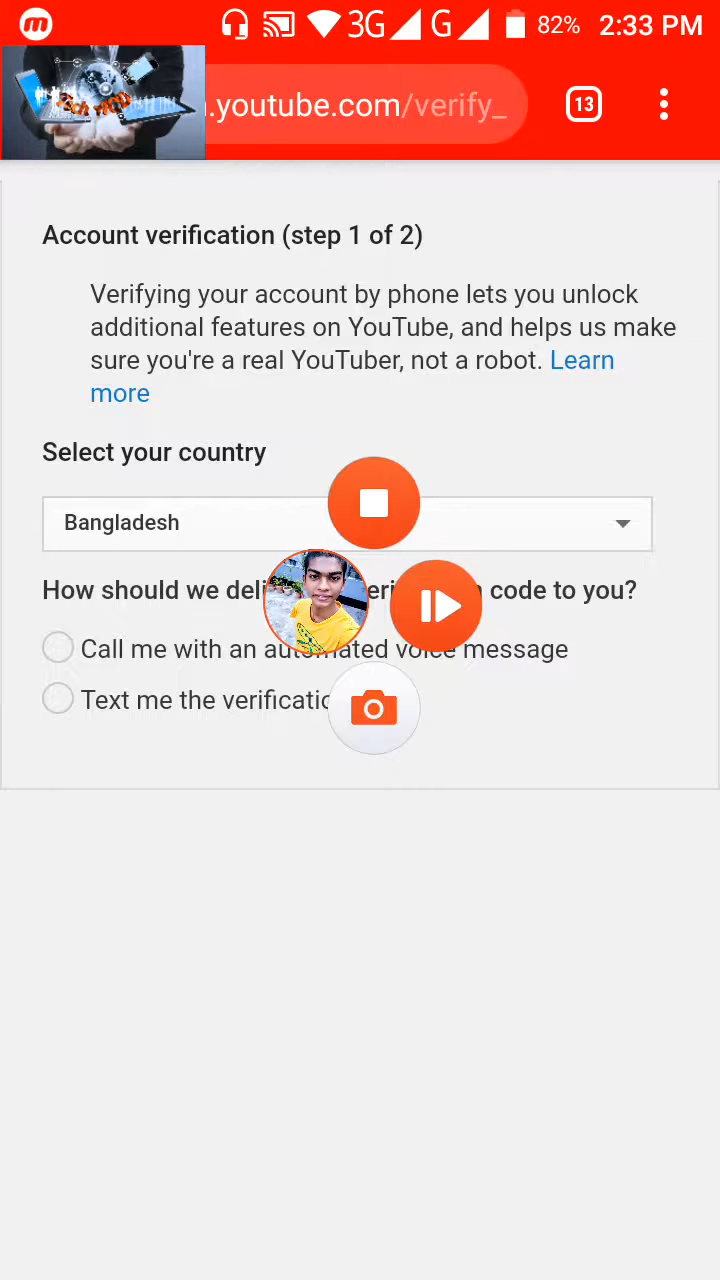 3G G 82% 2:33 PM
.youtube.com/verify_
13
Account verification (step 1 of 2)
Verifying your account by phone lets you unlock
additional features on YouTube, and helps us make
sure you're a real YouTuber, not a robot. Learn
more
Select your country
Bangladesh
How should we code to you?
Call me with an automated voice message
Text me the